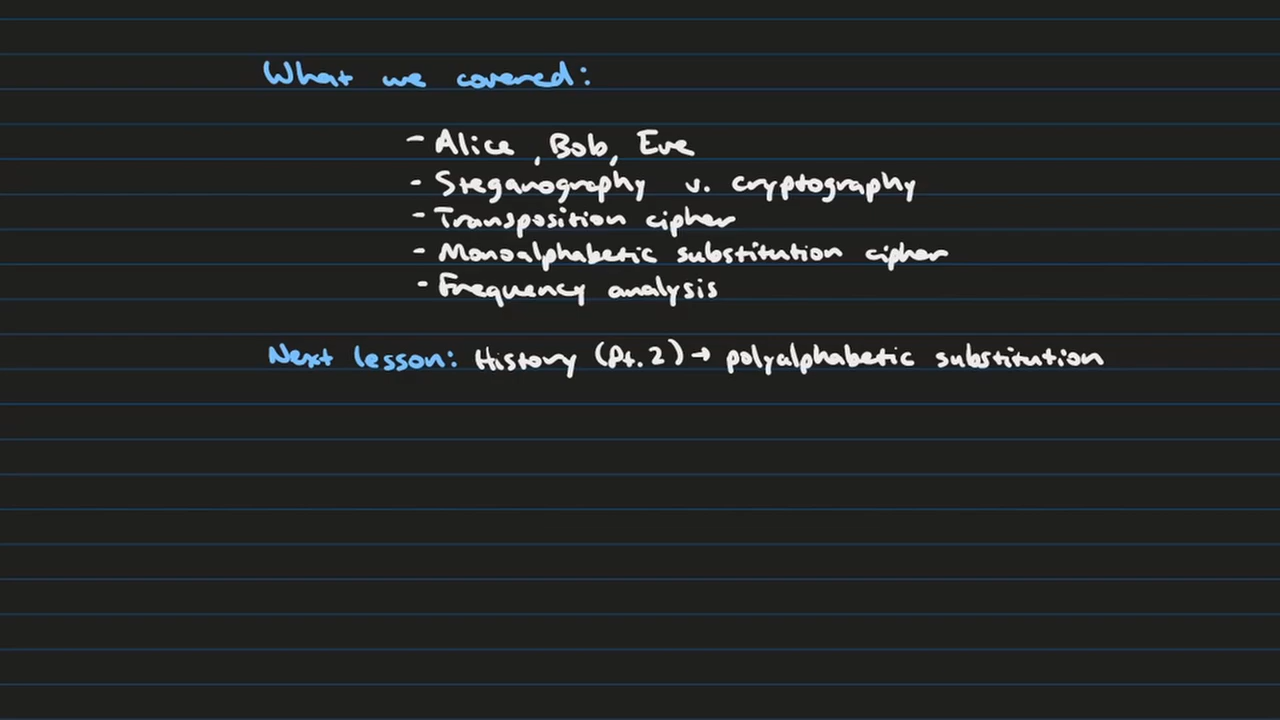 What we covered:
- Alice, Bob, Eve
- Steganography v. cryptography
- Transposition cipher
- Monoalphabetic substitution cipher
- Frequency analysis
Next lesson: History (Pt. 2) → polyalphabetic substitution